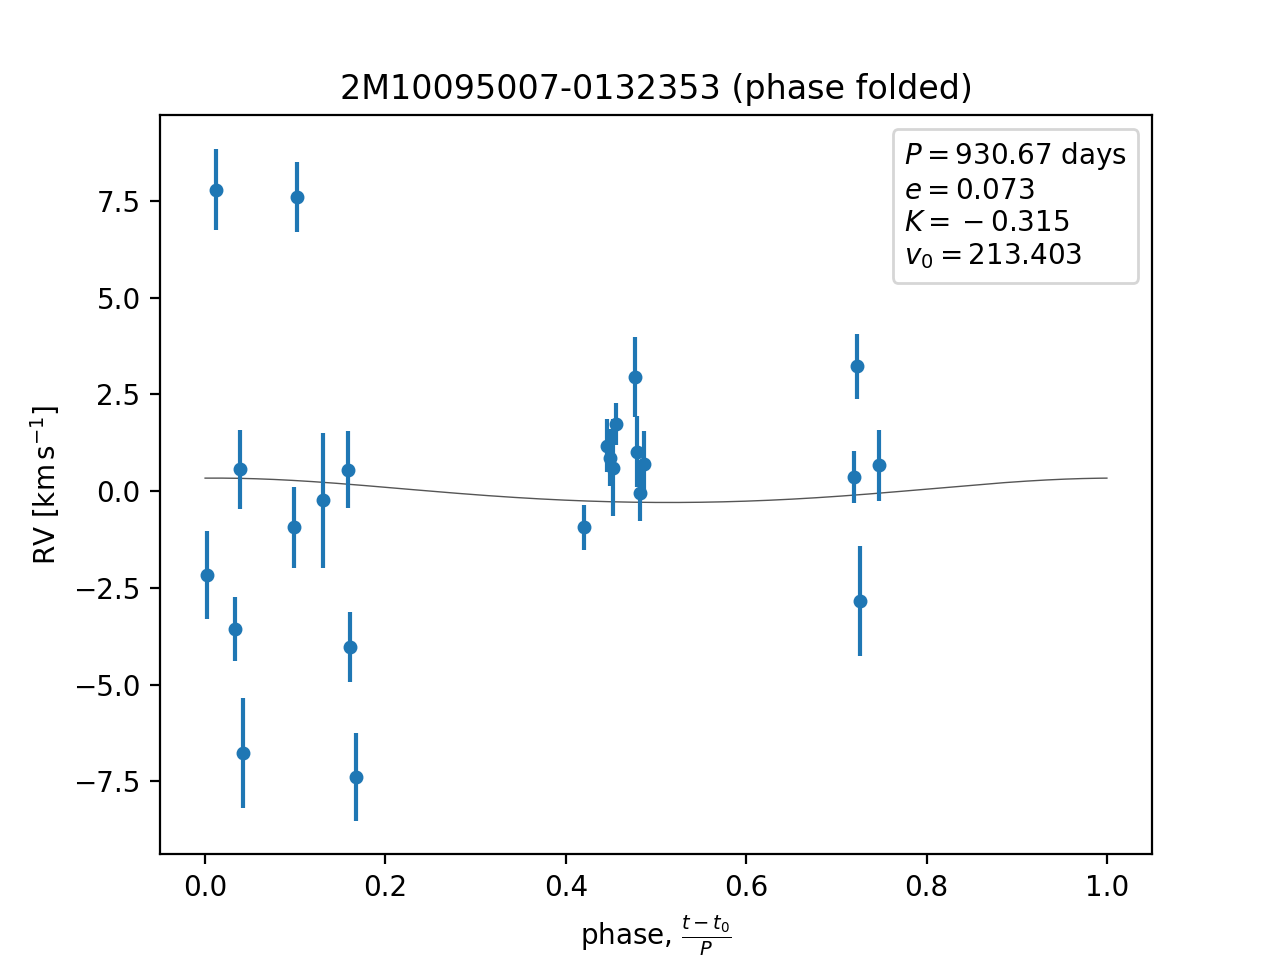 2M10095007-0132353 (phase folded)
P = 930.67 days
e = 0.073
K = −0.315
v₀ = 213.403
7.5
5.0
2.5
0.0
−2.5
−5.0
−7.5
RV [km s⁻¹]
0.0 0.2 0.4 0.6 0.8 1.0
phase, (t − t₀)/P